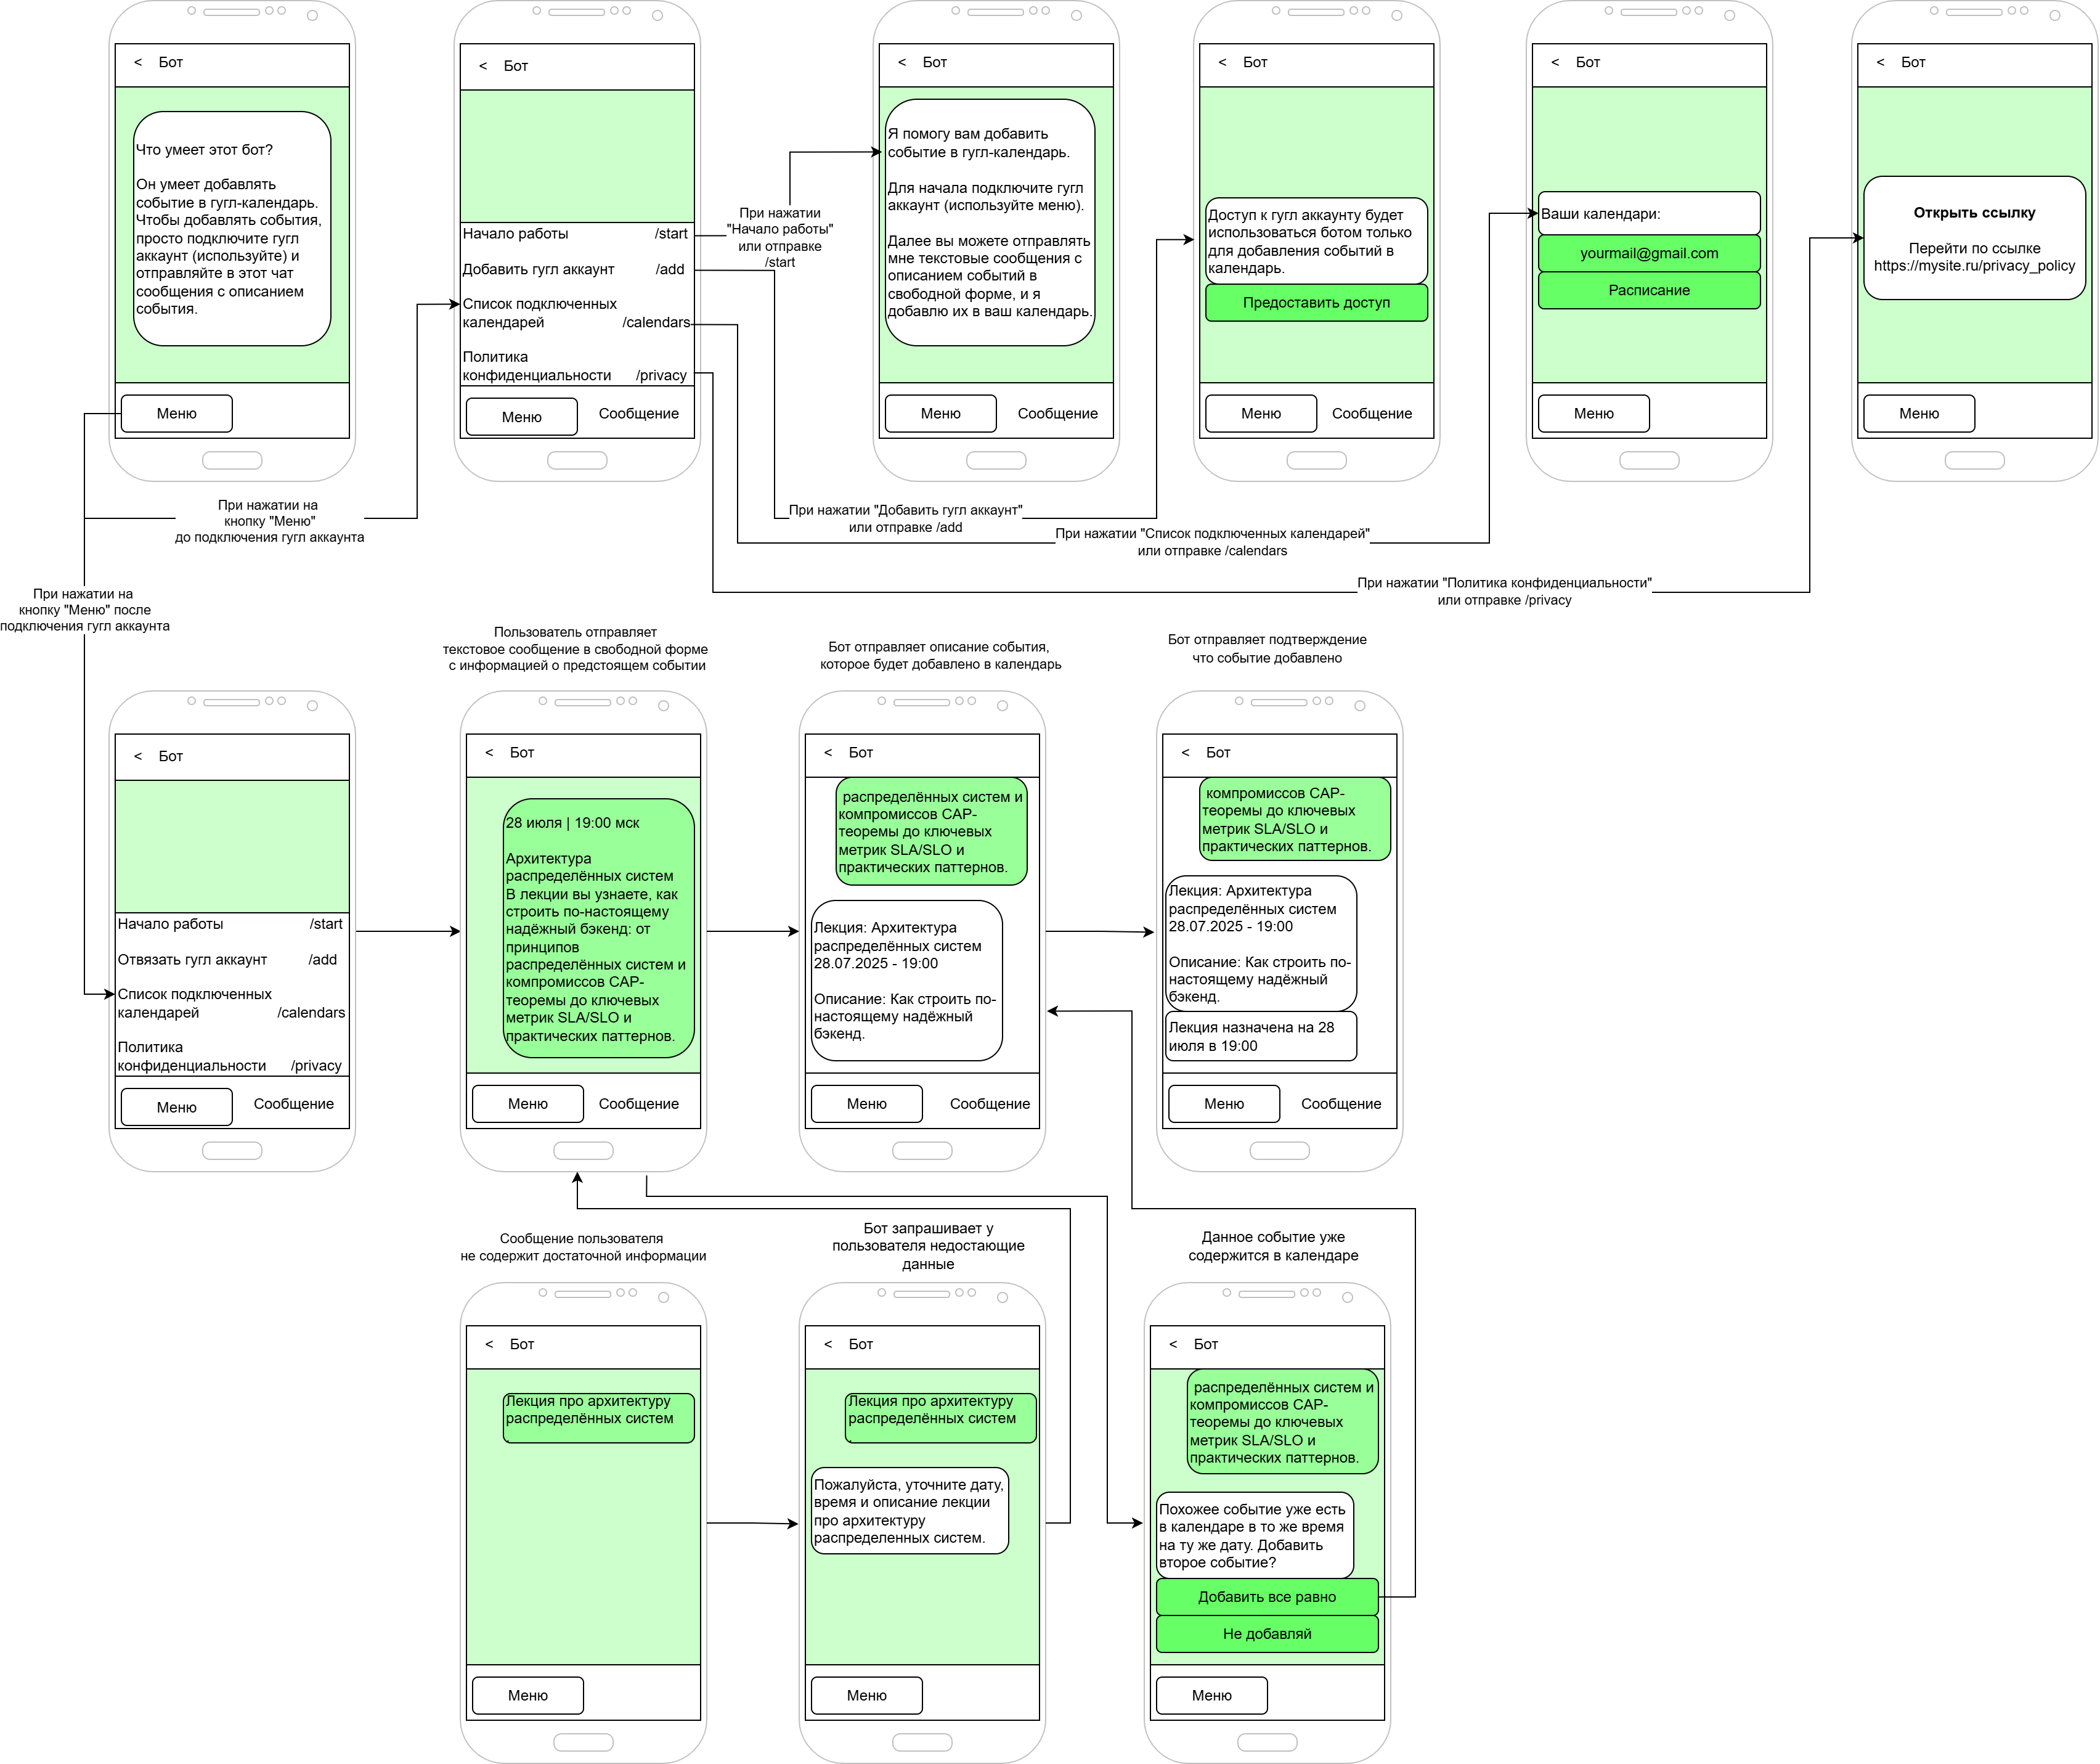 < Бот
Что умеет этот бот?
Он умеет добавлять
событие в гугл-календарь.
Чтобы добавлять события,
просто подключите гугл
аккаунт (используйте) и
отправляйте в этот чат
сообщения с описанием
события.
Меню
< Бот
Начало работы /start
Добавить гугл аккаунт /add
Список подключенных
календарей /calendars
Политика
конфиденциальности /privacy
Меню Сообщение
При нажатии
"Начало работы"
или отправке
/start
< Бот
Я помогу вам добавить
событие в гугл-календарь.
Для начала подключите гугл
аккаунт (используя меню).
Далее вы можете отправлять
мне текстовые сообщения с
описанием событий в
свободной форме, и я
добавлю их в ваш календарь.
Меню Сообщение
< Бот
Доступ к гугл аккаунту будет
использоваться ботом только
для добавления событий в
календарь.
Предоставить доступ
Меню Сообщение
< Бот
Ваши календари:
yourmail@gmail.com
Расписание
Меню
< Бот
Открыть ссылку
Перейти по ссылке
https://mysite.ru/privacy_policy
Меню
При нажатии на
кнопку "Меню"
до подключения гугл аккаунта
При нажатии "Добавить гугл аккаунт"
или отправке /add
При нажатии "Список подключенных календарей"
или отправке /calendars
При нажатии "Политика конфиденциальности"
или отправке /privacy
При нажатии на
кнопку "Меню" после
подключения гугл аккаунта
Пользователь отправляет
текстовое сообщение в свободной форме
с информацией о предстоящем событии
Бот отправляет описание события,
которое будет добавлено в календарь
Бот отправляет подтверждение
что событие добавлено
< Бот
Начало работы /start
Отвязать гугл аккаунт /add
Список подключенных
календарей /calendars
Политика
конфиденциальности /privacy
Меню Сообщение
< Бот
28 июля | 19:00 мск
Архитектура
распределённых систем
В лекции вы узнаете, как
строить по-настоящему
надёжный бэкенд: от
принципов
распределённых систем и
компромиссов CAP-
теоремы до ключевых
метрик SLA/SLO и
практических паттернов.
Меню Сообщение
< Бот
распределённых систем и
компромиссов CAP-
теоремы до ключевых
метрик SLA/SLO и
практических паттернов.
Лекция: Архитектура
распределённых систем
28.07.2025 - 19:00
Описание: Как строить по-
настоящему надёжный
бэкенд.
Меню Сообщение
< Бот
компромиссов CAP-
теоремы до ключевых
метрик SLA/SLO и
практических паттернов.
Лекция: Архитектура
распределённых систем
28.07.2025 - 19:00
Описание: Как строить по-
настоящему надёжный
бэкенд.
Лекция назначена на 28
июля в 19:00
Меню Сообщение
Сообщение пользователя
не содержит достаточной информации
Бот запрашивает у
пользователя недостающие
данные
Данное событие уже
содержится в календаре
< Бот
Лекция про архитектуру
распределённых систем
.
Меню
< Бот
Лекция про архитектуру
распределённых систем
.
Пожалуйста, уточните дату,
время и описание лекции
про архитектуру
распределенных систем.
Меню
< Бот
распределённых систем и
компромиссов CAP-
теоремы до ключевых
метрик SLA/SLO и
практических паттернов.
Похожее событие уже есть
в календаре в то же время
на ту же дату. Добавить
второе событие?
Добавить все равно
Не добавляй
Меню